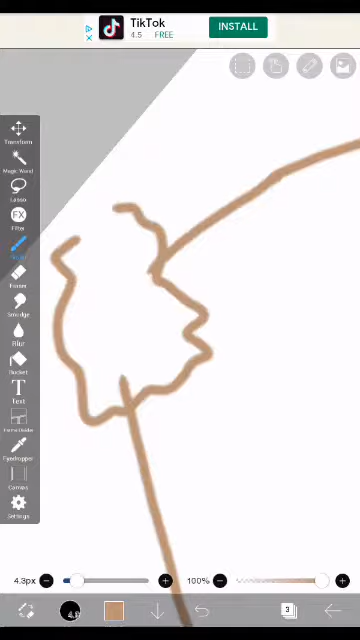 TikTok
4.5 FREE
INSTALL
Transform
Magic Wand
Lasso
FX
Filter
Eraser
Smudge
Blur
Bucket
T
Text
Frame Divider
Eyedropper
Canvas
Settings
4.3px
100%
3